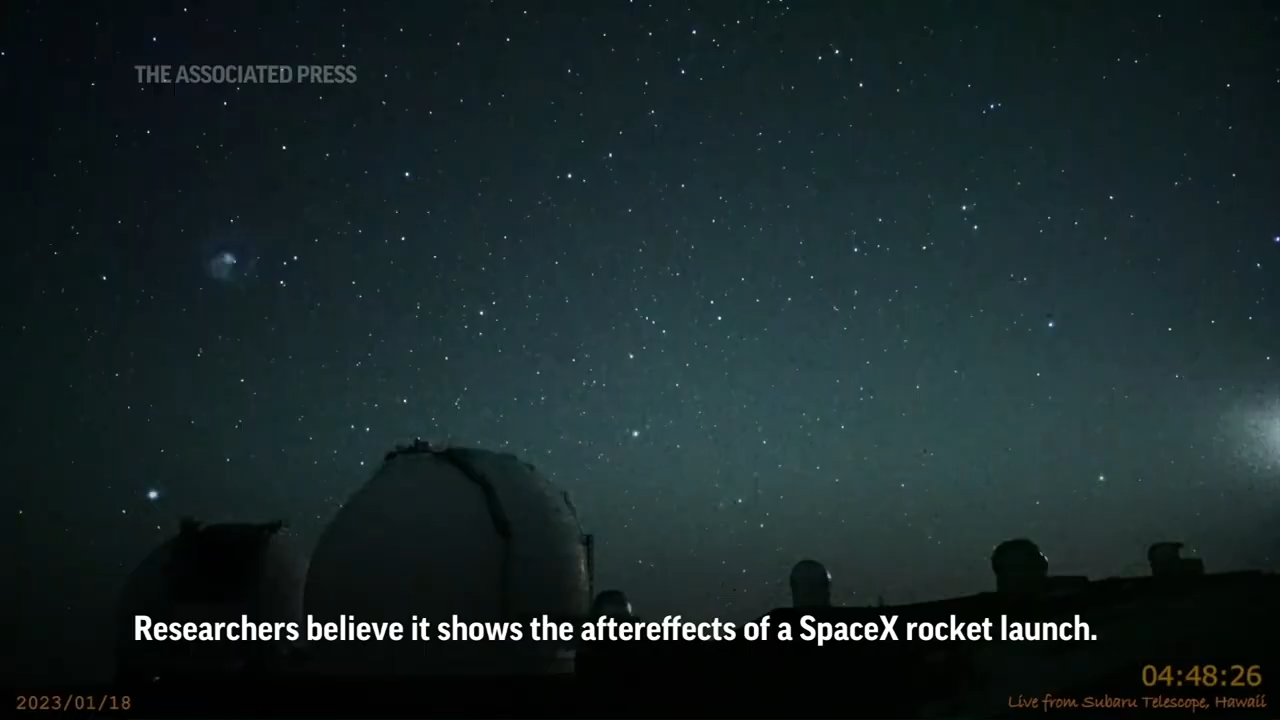 THE ASSOCIATED PRESS
Researchers believe it shows the aftereffects of a SpaceX rocket launch.
04:48:26
2023/01/18
Live from Subaru Telescope, Hawaii